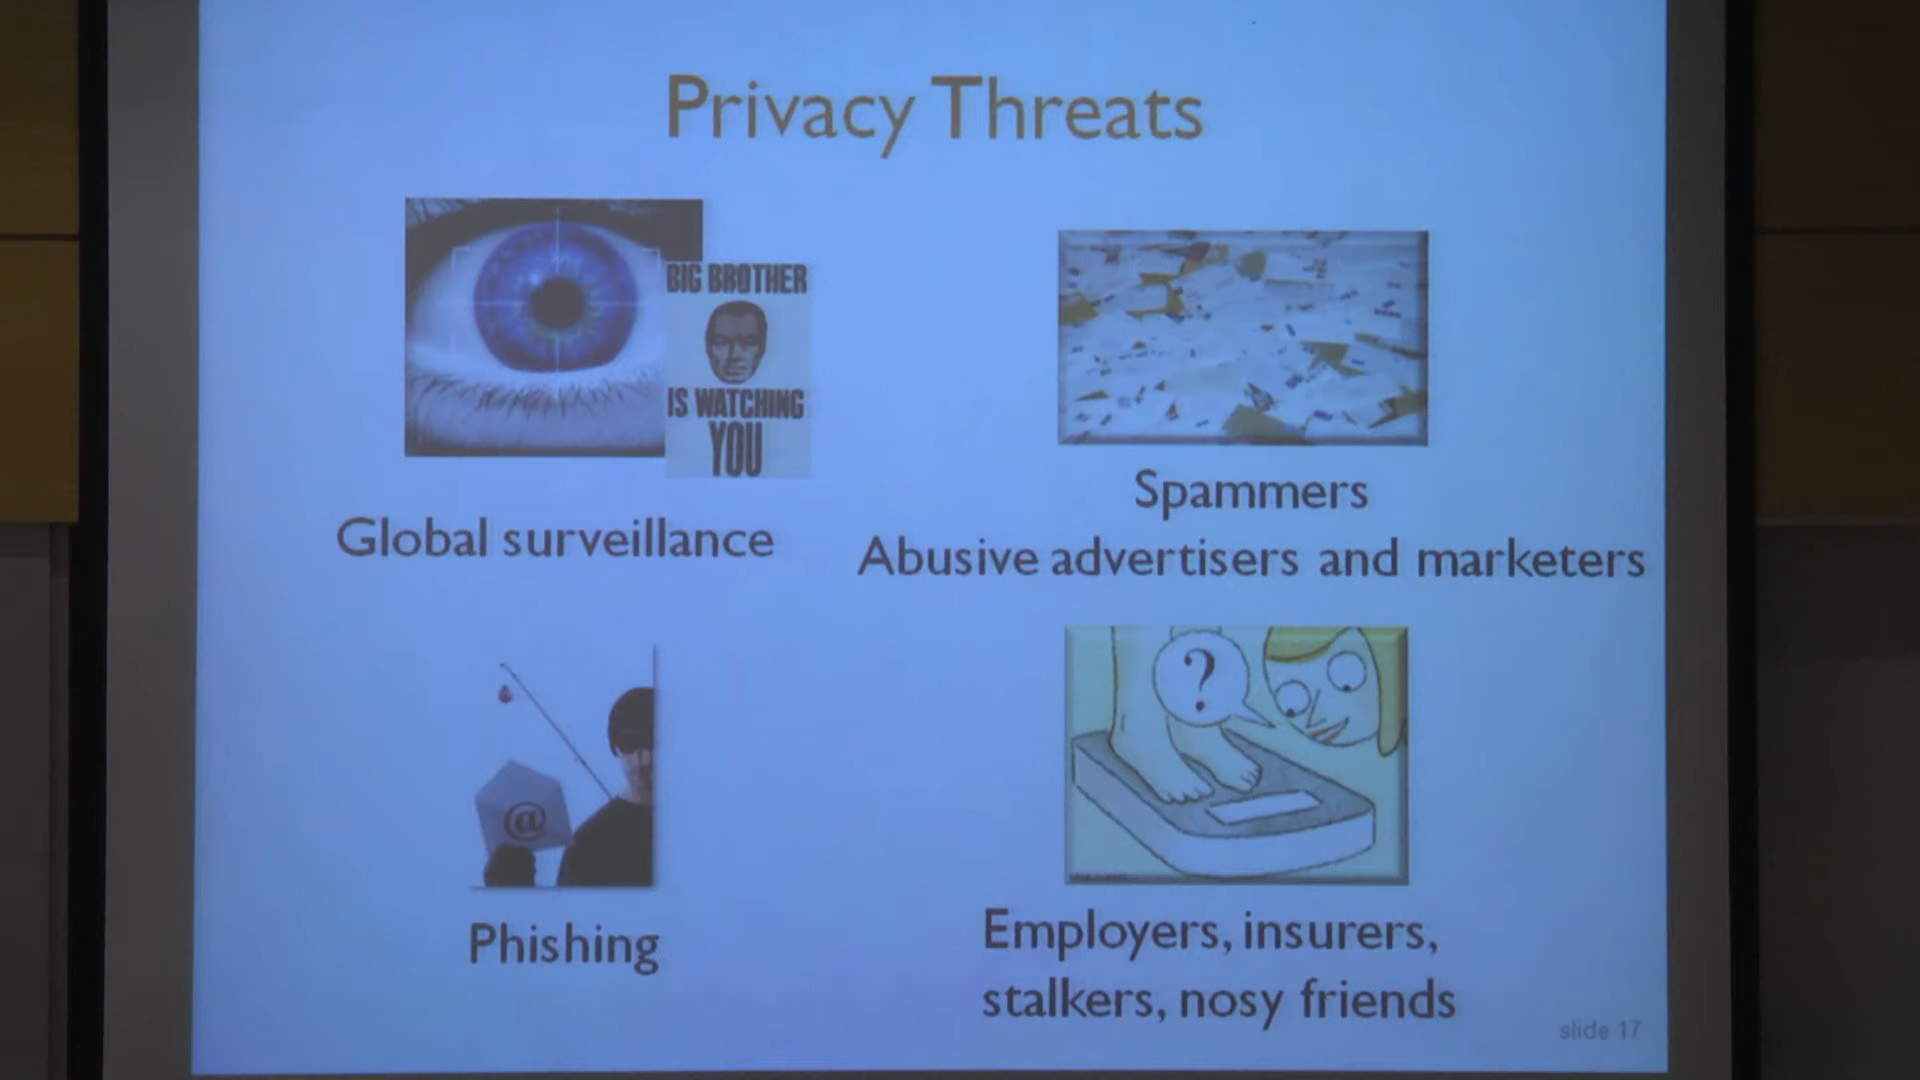 Privacy Threats
BIG BROTHER
IS WATCHING
YOU
Global surveillance
Spammers
Abusive advertisers and marketers
@
Phishing
?
Employers, insurers,
stalkers, nosy friends
slide 17